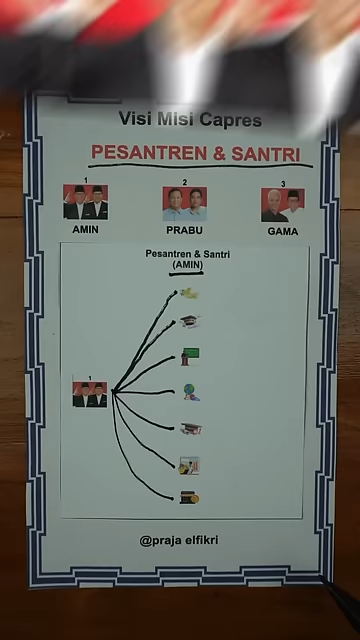 Visi Misi Capres
PESANTREN & SANTRI
1 2 3
AMIN PRABU GAMA
Pesantren & Santri
(AMIN)
1
@praja elfikri